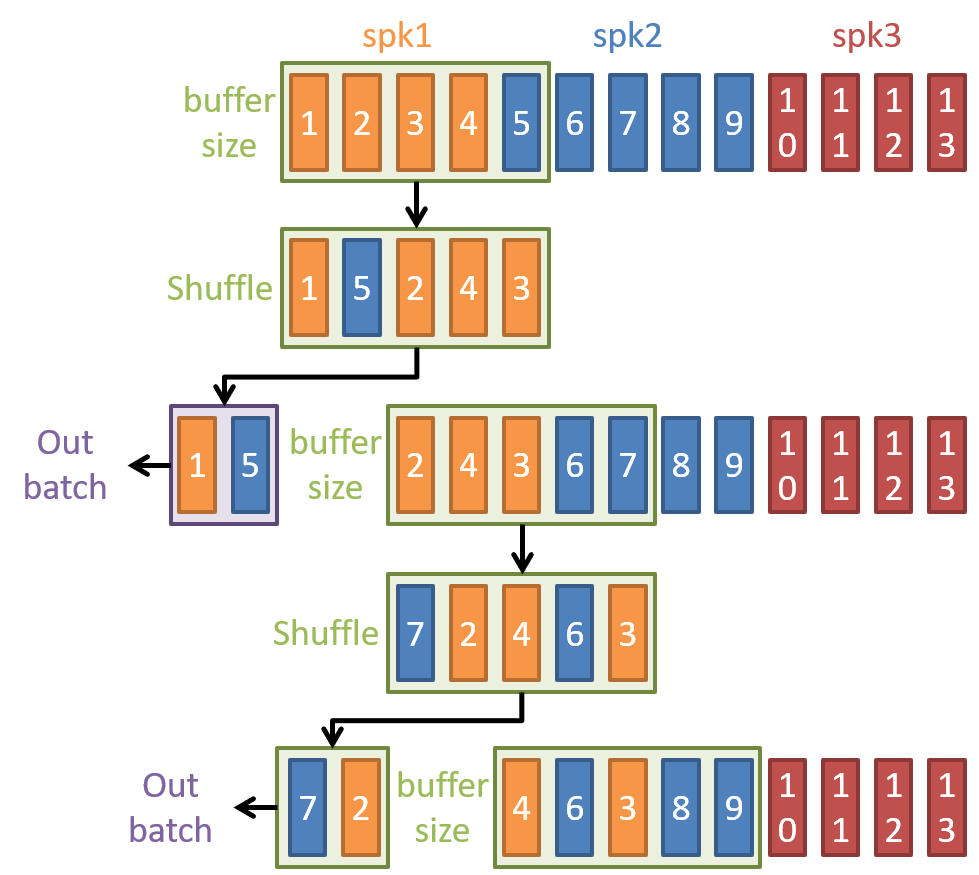 spk1 spk2 spk3
buffer size 1 2 3 4 5 6 7 8 9 10 11 12 13
Shuffle 1 5 2 4 3
Out batch 1 5 buffer size 2 4 3 6 7 8 9 10 11 12 13
Shuffle 7 2 4 6 3
Out batch 7 2 buffer size 4 6 3 8 9 10 11 12 13